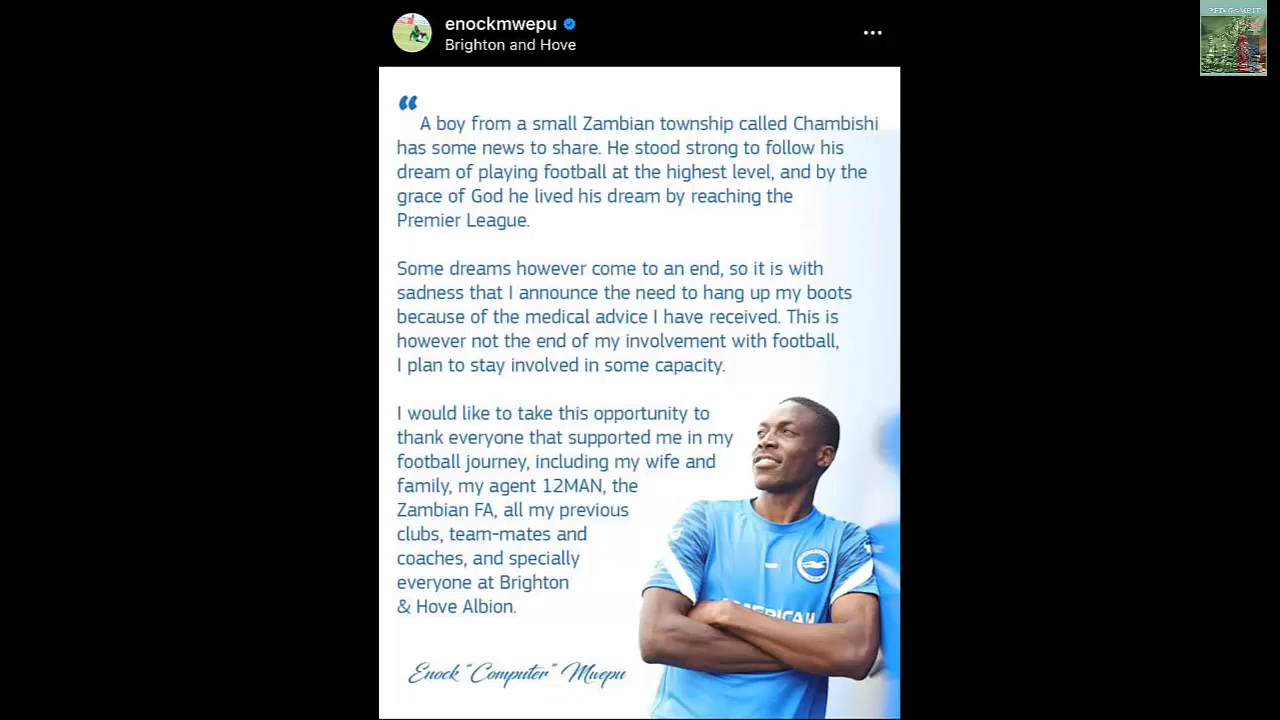 RED GAMBIT
enockmwepu
Brighton and Hove
“
A boy from a small Zambian township called Chambishi
has some news to share. He stood strong to follow his
dream of playing football at the highest level, and by the
grace of God he lived his dream by reaching the
Premier League.
Some dreams however come to an end, so it is with
sadness that I announce the need to hang up my boots
because of the medical advice I have received. This is
however not the end of my involvement with football,
I plan to stay involved in some capacity.
I would like to take this opportunity to
thank everyone that supported me in my
football journey, including my wife and
family, my agent 12MAN, the
Zambian FA, all my previous
clubs, team-mates and
coaches, and specially
everyone at Brighton
& Hove Albion.
AMERICAN
Enock “Computer” Mwepu